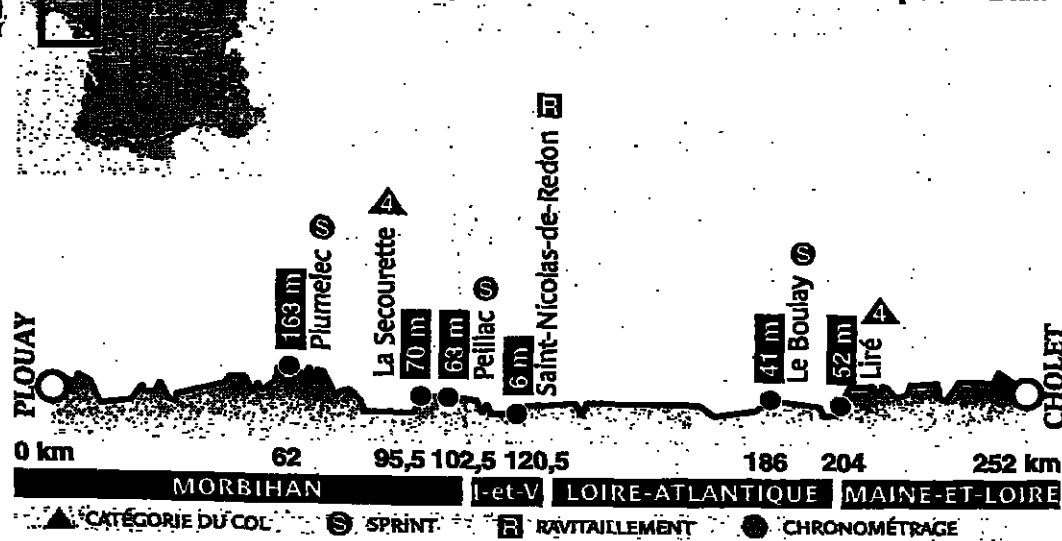 PLOUAY
163 m
Plumelec S
La Secourette 4
70 m
63 m
Peillac S
6 m
Saint-Nicolas-de-Redon R
41 m
Le Boulay S
52 m
Liré 4
CHOLET
0 km 62 95,5 102,5 120,5 186 204 252 km
MORBIHAN I-et-V LOIRE-ATLANTIQUE MAINE-ET-LOIRE
CATÉGORIE DU COL S SPRINT R RAVITAILLEMENT CHRONOMÉTRAGE